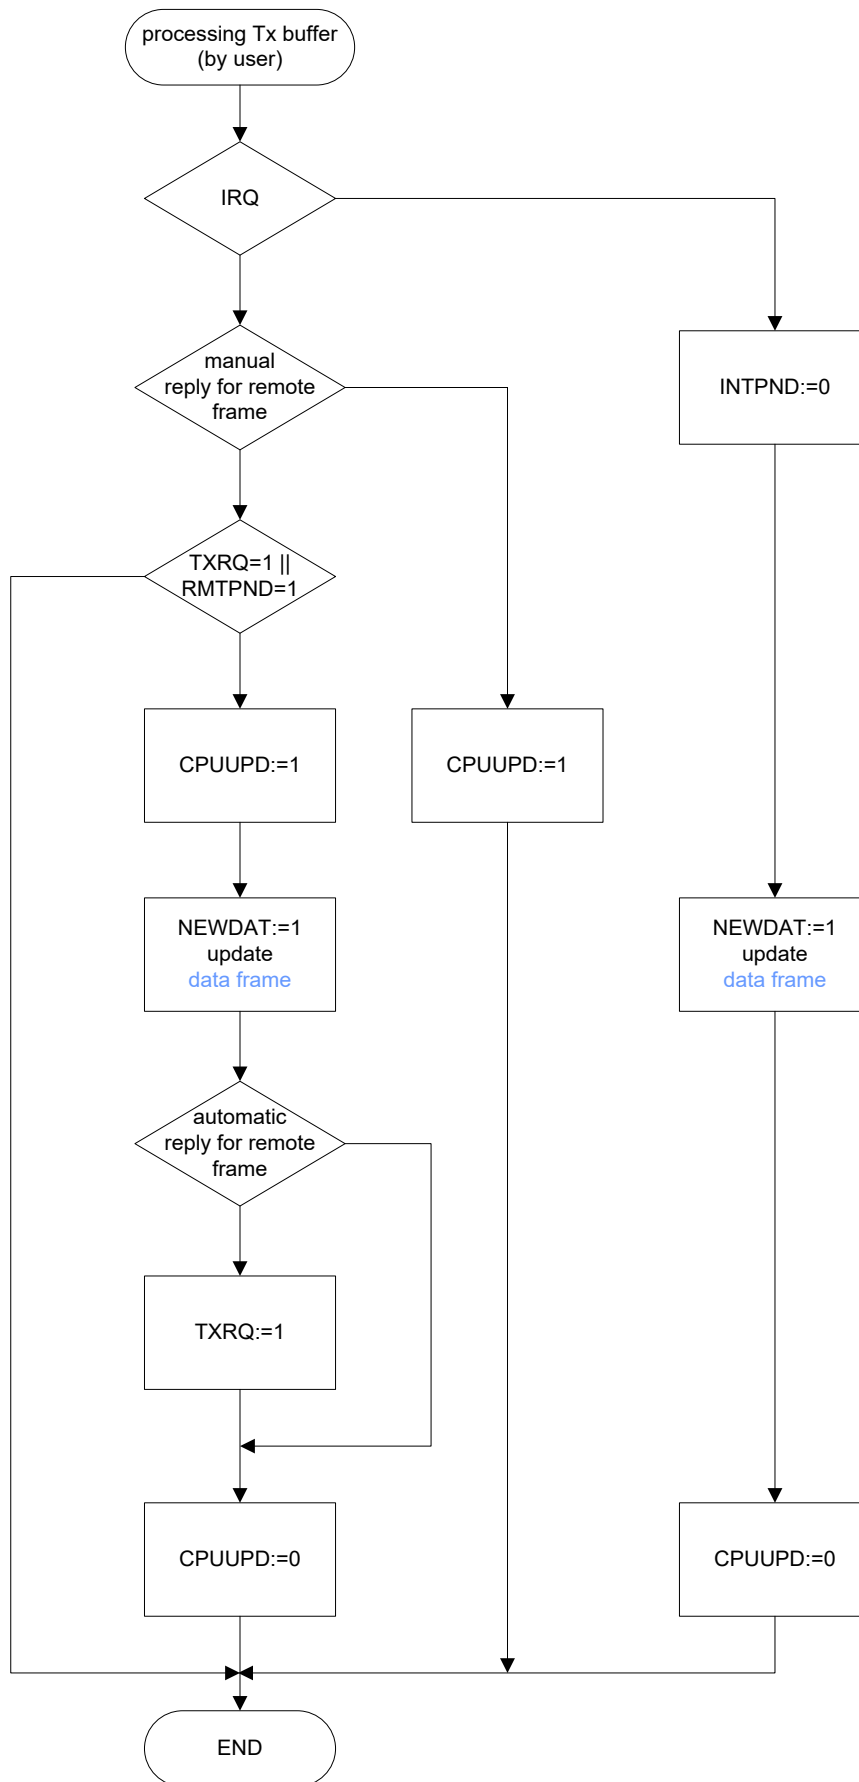 processing Tx buffer
(by user)
IRQ
manual
reply for remote
frame
INTPND:=0
TXRQ=1 ||
RMTPND=1
CPUUPD:=1
CPUUPD:=1
NEWDAT:=1
update
data frame
NEWDAT:=1
update
data frame
automatic
reply for remote
frame
TXRQ:=1
CPUUPD:=0
CPUUPD:=0
END